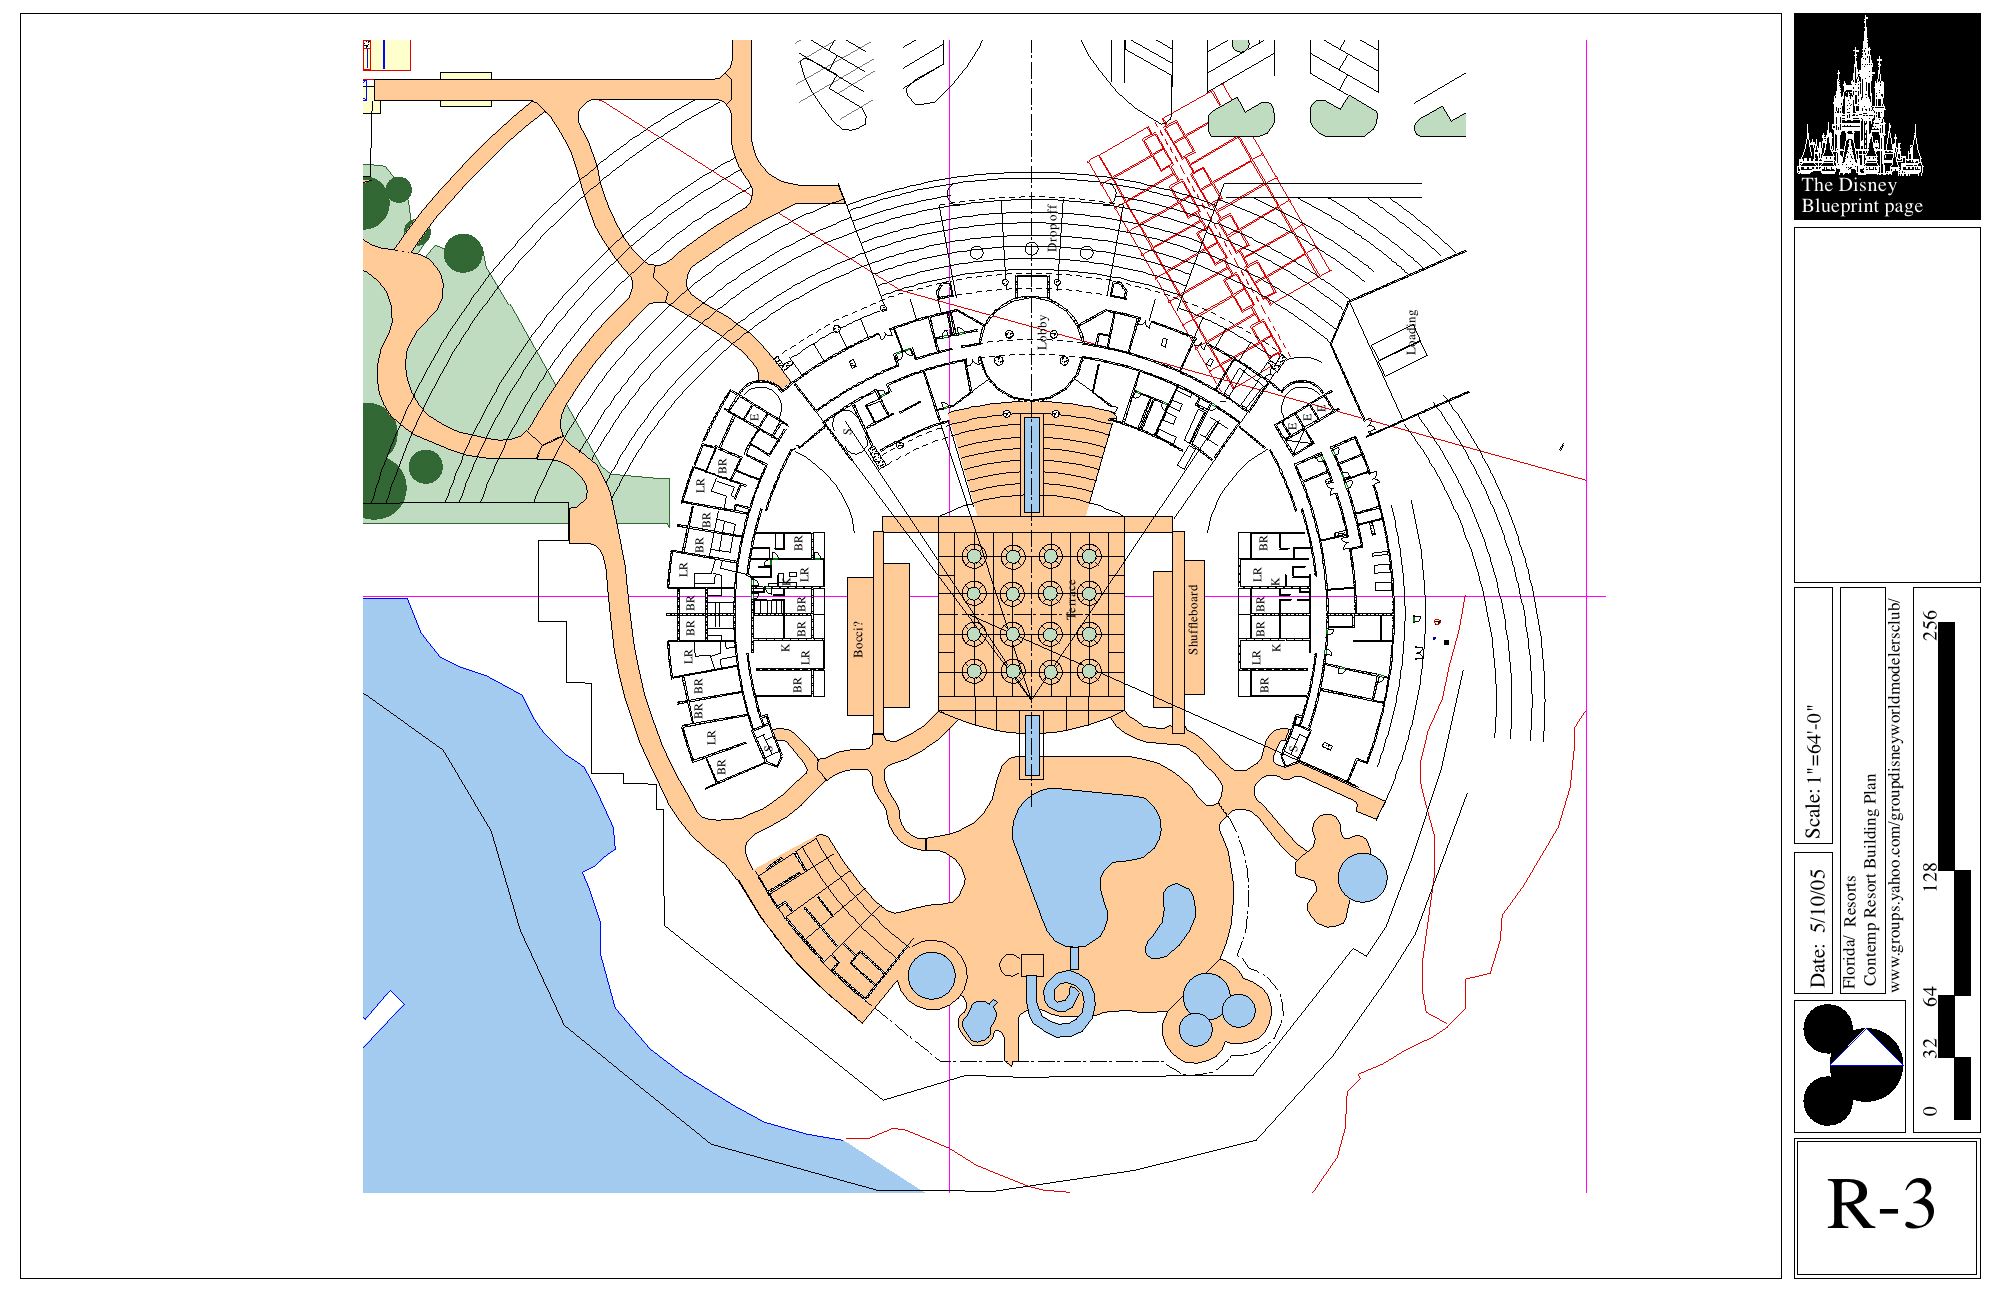 The Disney
Blueprint page
Dropoff
Lobby
Loading
E
E
E
E
S
BR
LR
BR
BR
LR
BR
BR
LR
BR
BR
LR
BR
S
BR
LR
K
BR
BR
K
LR
BR
Bocci?
Terrace
Shuffleboard
BR
LR
K
BR
BR
K
LR
BR
S
Scale: 1"=64'-0"
Date: 5/10/05
Florida/ Resorts
Contemp Resort Building Plan
www.groups.yahoo.com/groupdisneyworldmodelersclub/
0 32 64 128 256
R-3